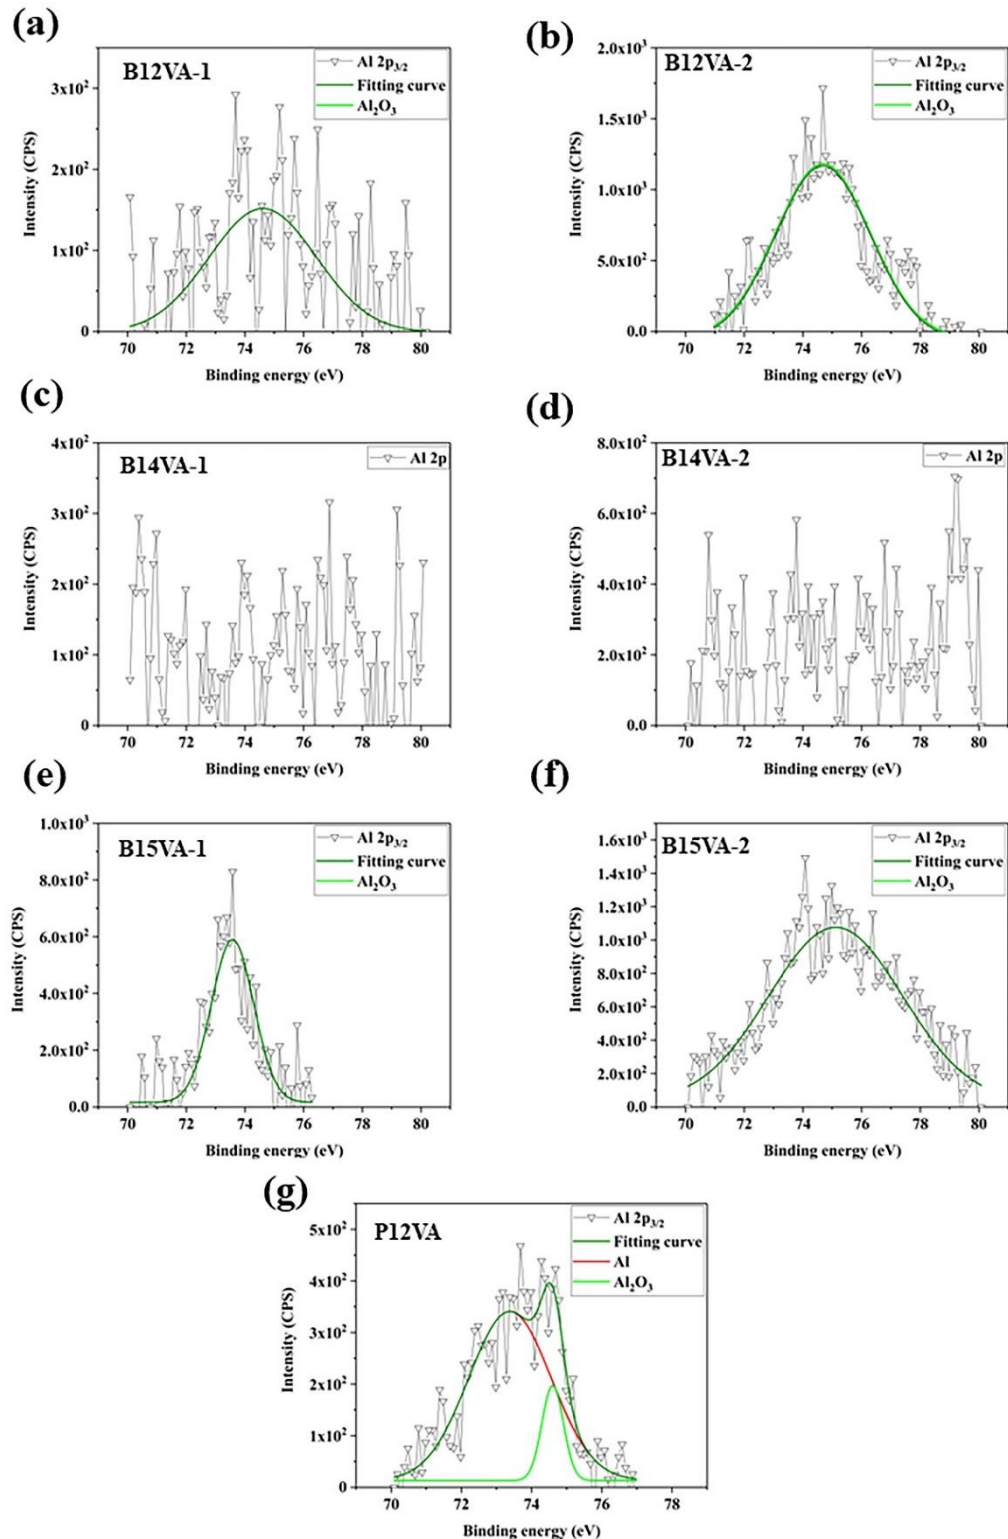 (a)
B12VA-1
Al 2p3/2
Fitting curve
Al2O3
3x10²
2x10²
1x10²
0
Intensity (CPS)
70 72 74 76 78 80
Binding energy (eV)
(b)
B12VA-2
Al 2p3/2
Fitting curve
Al2O3
2.0x10³
1.5x10³
1.0x10³
5.0x10²
0.0
Intensity (CPS)
70 72 74 76 78 80
Binding energy (eV)
(c)
B14VA-1
Al 2p
4x10²
3x10²
2x10²
1x10²
0
Intensity (CPS)
70 72 74 76 78 80
Binding energy (eV)
(d)
B14VA-2
Al 2p
8.0x10²
6.0x10²
4.0x10²
2.0x10²
0.0
Intensity (CPS)
70 72 74 76 78 80
Binding energy (eV)
(e)
B15VA-1
Al 2p3/2
Fitting curve
Al2O3
1.0x10³
8.0x10²
6.0x10²
4.0x10²
2.0x10²
0.0
Intensity (CPS)
70 72 74 76 78 80
Binding energy (eV)
(f)
B15VA-2
Al 2p3/2
Fitting curve
Al2O3
1.6x10³
1.4x10³
1.2x10³
1.0x10³
8.0x10²
6.0x10²
4.0x10²
2.0x10²
0.0
Intensity (CPS)
70 72 74 76 78 80
Binding energy (eV)
(g)
P12VA
Al 2p3/2
Fitting curve
Al
Al2O3
5x10²
4x10²
3x10²
2x10²
1x10²
0
Intensity (CPS)
70 72 74 76 78
Binding energy (eV)